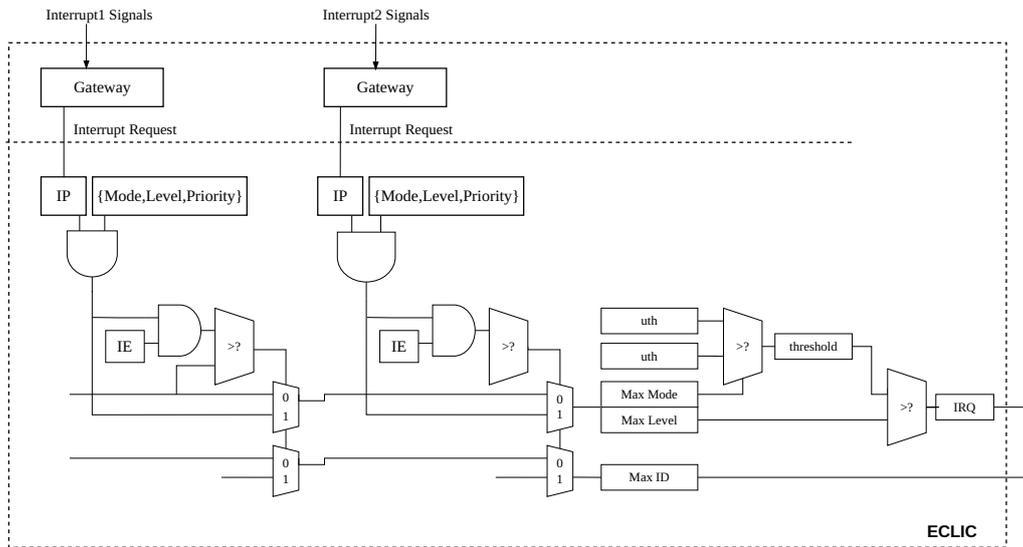 Interrupt1 Signals
Interrupt2 Signals
Gateway
Gateway
Interrupt Request
Interrupt Request
IP
{Mode,Level,Priority}
IP
{Mode,Level,Priority}
IE
>?
IE
>?
uth
uth
>?
threshold
0
1
0
1
Max Mode
Max Level
>?
IRQ
0
1
0
1
Max ID
ECLIC